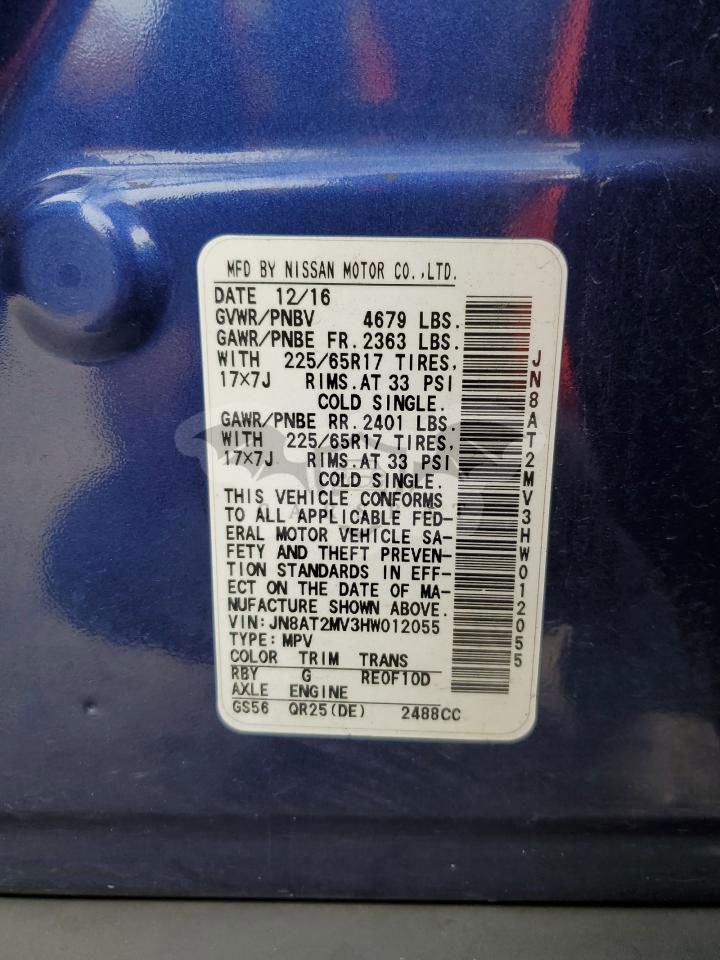 MFD BY NISSAN MOTOR CO.,LTD.
DATE 12/16
GVWR/PNBV 4679 LBS.
GAWR/PNBE FR. 2363 LBS.
WITH 225/65R17 TIRES,
17×7J RIMS.AT 33 PSI
COLD SINGLE.
GAWR/PNBE RR. 2401 LBS.
WITH 225/65R17 TIRES,
17×7J RIMS.AT 33 PSI
COLD SINGLE.
THIS VEHICLE CONFORMS
TO ALL APPLICABLE FED-
ERAL MOTOR VEHICLE SA-
FETY AND THEFT PREVEN-
TION STANDARDS IN EFF-
ECT ON THE DATE OF MA-
NUFACTURE SHOWN ABOVE.
VIN:JN8AT2MV3HW012055
TYPE:MPV
COLOR TRIM TRANS
RBY G RE0F10D
AXLE ENGINE
GS56 QR25(DE) 2488CC
JN8AT2MV3HW012055